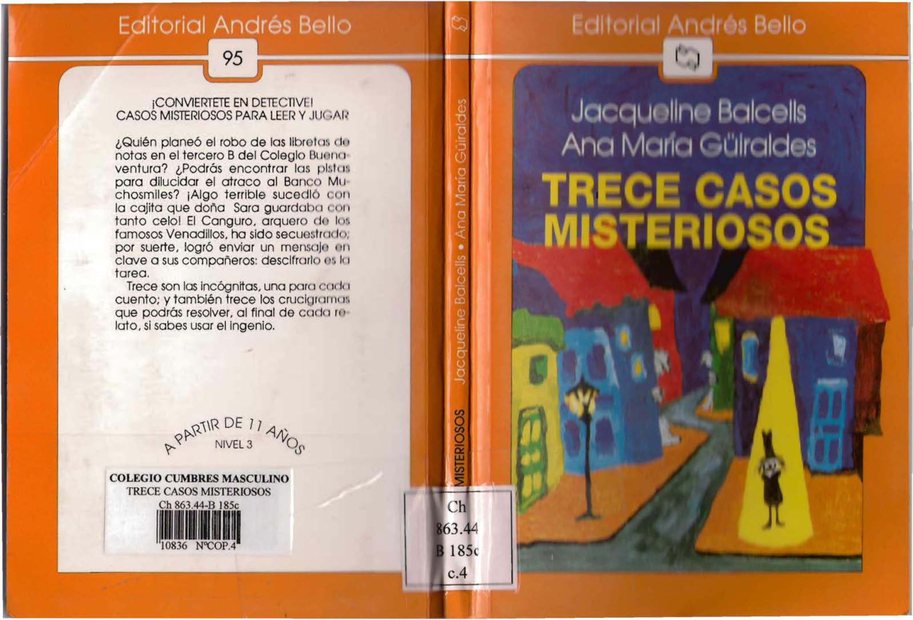 Editorial Andrés Bello
95
¡CONVIERTETE EN DETECTIVE!
CASOS MISTERIOSOS PARA LEER Y JUGAR
¿Quién planeó el robo de las libretas de
notas en el tercero B del Colegio Buena-
ventura? ¿Podrás encontrar las pistas
para dilucidar el atraco al Banco Mu-
chosmiles? ¡Algo terrible sucedió con
la cajita que doña Sara guardaba con
tanto celo! El Canguro, arquero de los
famosos Venadillos, ha sido secuestrado;
por suerte, logró enviar un mensaje en
clave a sus compañeros: descifrarlo es la
tarea.
Trece son las incógnitas, una para cada
cuento; y también trece los crucigramas
que podrás resolver, al final de cada re-
lato, si sabes usar el ingenio.
A PARTIR DE 11 AÑOS
NIVEL 3
COLEGIO CUMBRES MASCULINO
TRECE CASOS MISTERIOSOS
Ch 863.44-B 185c
10836 NºCOP.4
Jacqueline Balcells • Ana María Güiraldes
MISTERIOSOS
Ch
863.44
B 185c
c.4
Editorial Andrés Bello
Jacqueline Balcells
Ana María Güiraldes
TRECE CASOS
MISTERIOSOS